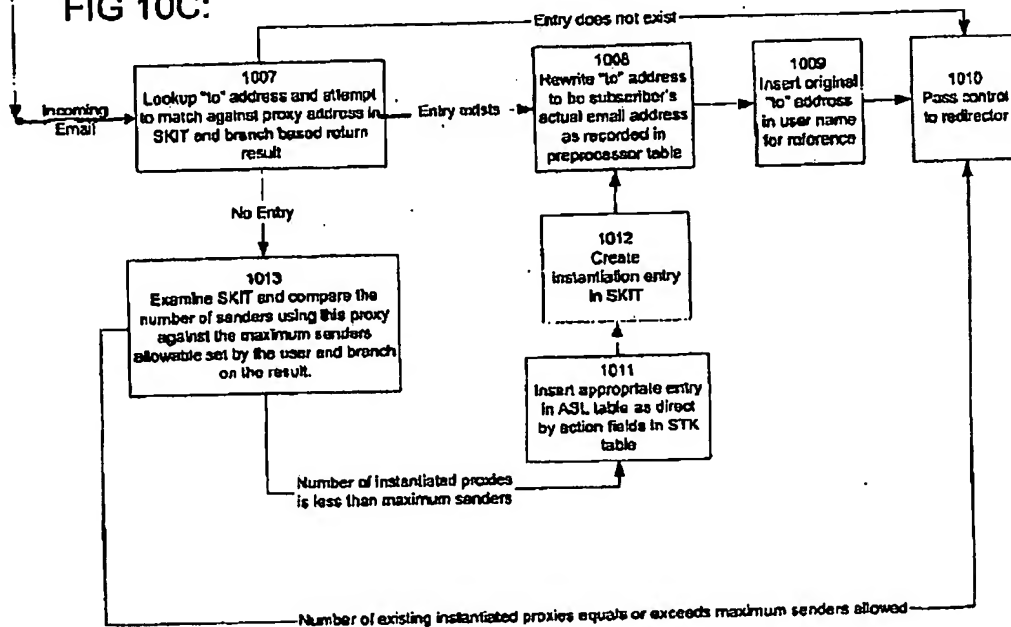 FIG 10C:
Entry does not exist
Incoming
Email
1007
Lookup "to" address and attempt
to match against proxy address in
SKIT and branch based return
result
Entry exists
1008
Rewrite "to" address
to be subscriber's
actual email address
as recorded in
preprocessor table
1009
Insert original
"to" address
in user name
for reference
1010
Pass control
to redirector
No Entry
1013
Examine SKIT and compare the
number of senders using this proxy
against the maximum senders
allowable set by the user and branch
on the result.
1012
Create
instantiation entry
in SKIT
1011
Insert appropriate entry
in ASL table as direct
by action fields in STK
table
Number of instantiated proxies
is less than maximum senders
Number of existing instantiated proxies equals or exceeds maximum senders allowed